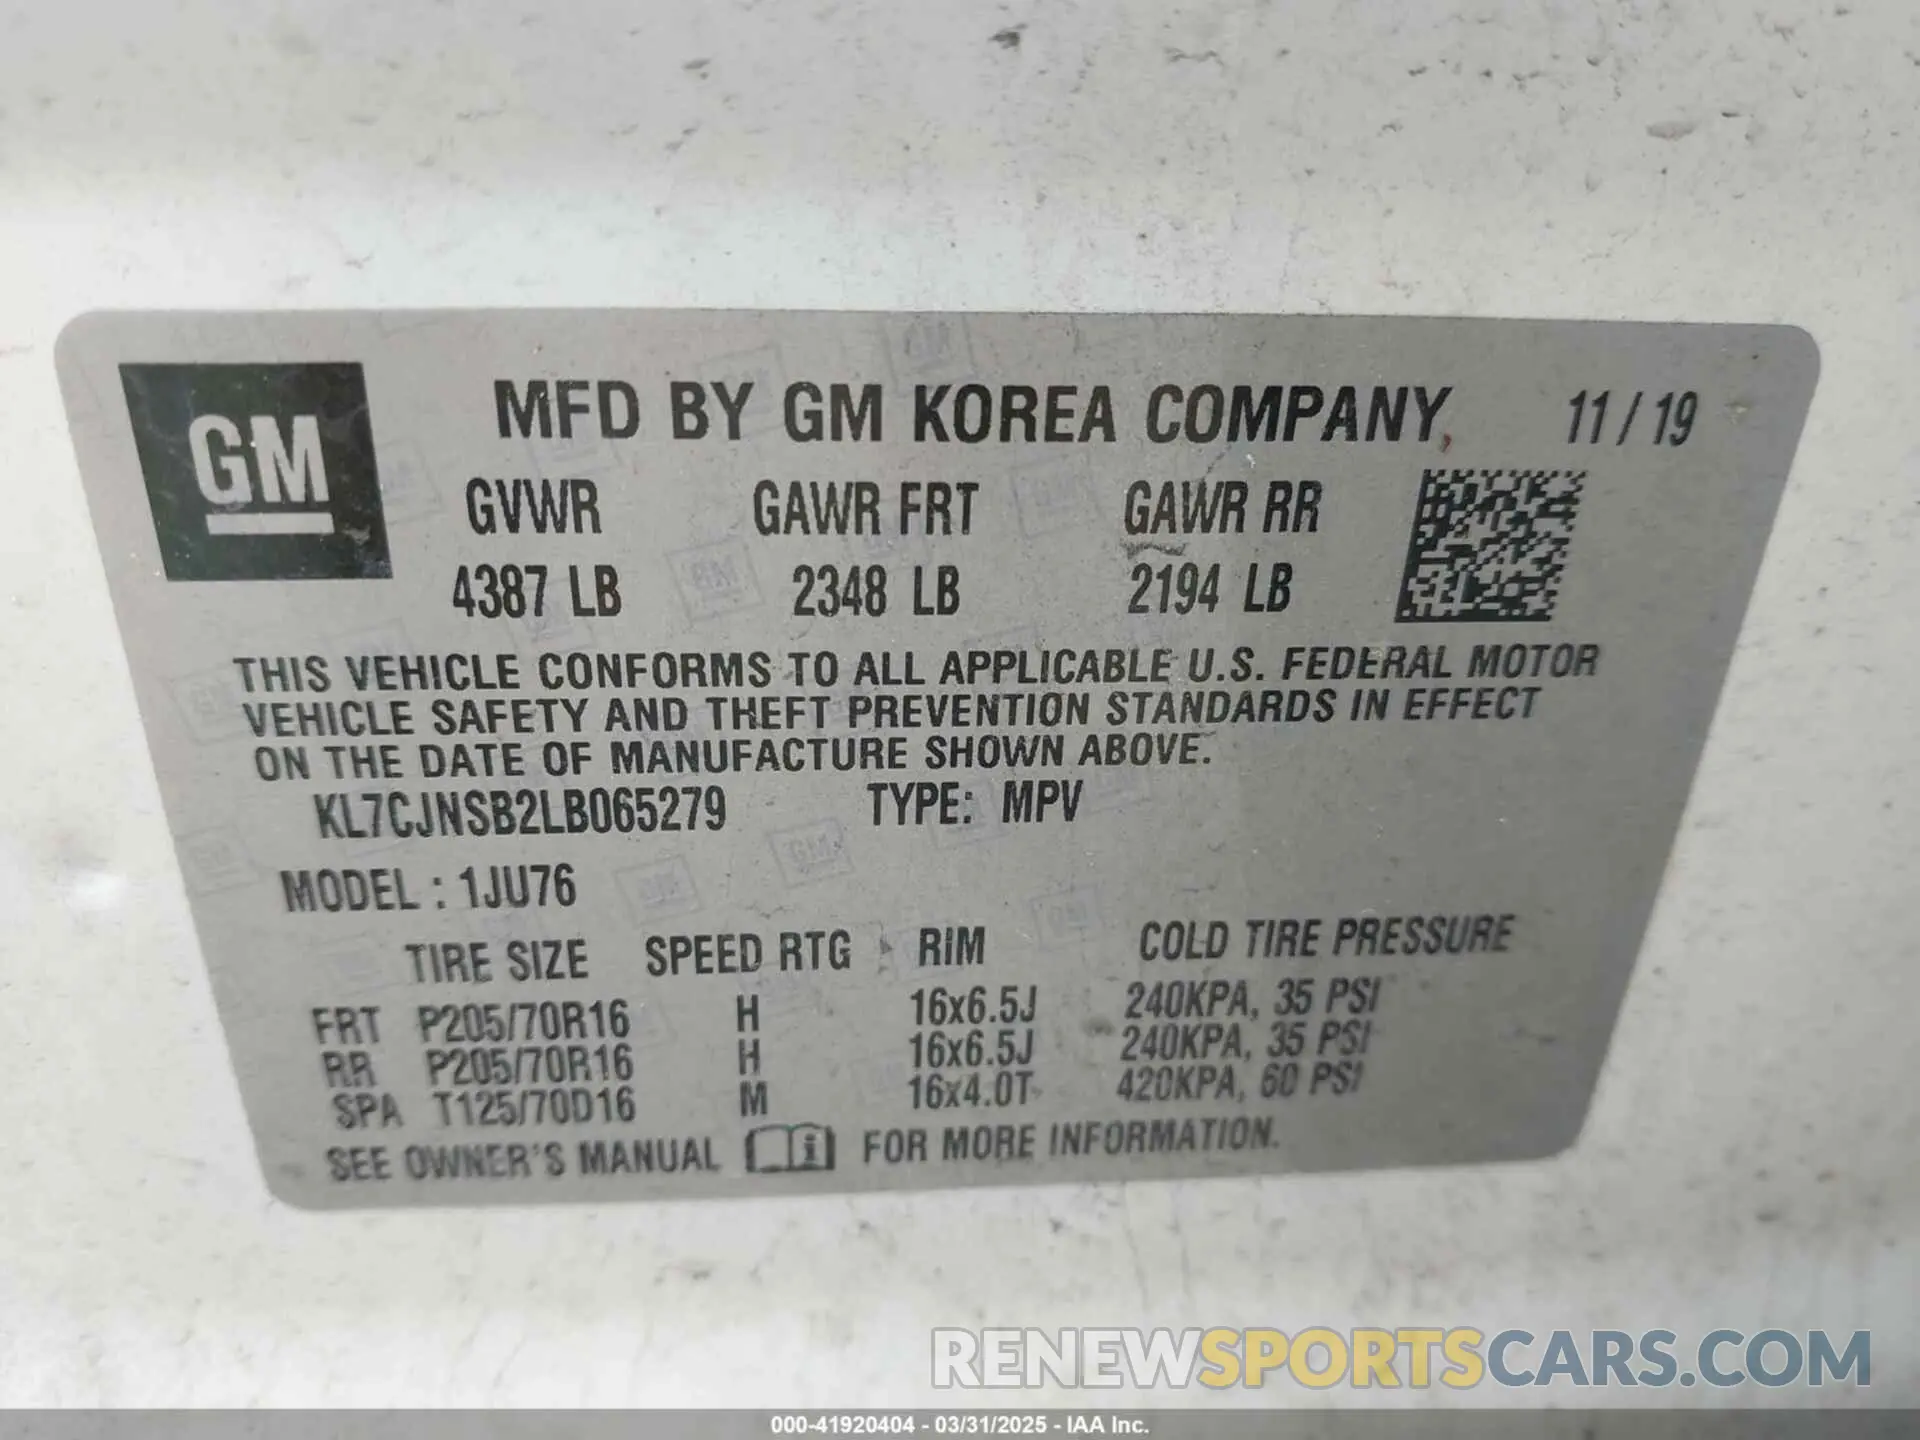 GM MFD BY GM KOREA COMPANY, 11 / 19
GVWR GAWR FRT GAWR RR
4387 LB 2348 LB 2194 LB
THIS VEHICLE CONFORMS TO ALL APPLICABLE U.S. FEDERAL MOTOR
VEHICLE SAFETY AND THEFT PREVENTION STANDARDS IN EFFECT
ON THE DATE OF MANUFACTURE SHOWN ABOVE.
KL7CJNSB2LB065279 TYPE: MPV
MODEL : 1JU76
TIRE SIZE SPEED RTG RIM COLD TIRE PRESSURE
FRT P205/70R16 H 16x6.5J 240KPA, 35 PSI
RR P205/70R16 H 16x6.5J 240KPA, 35 PSI
SPA T125/70D16 M 16x4.0T 420KPA, 60 PSI
SEE OWNER'S MANUAL i FOR MORE INFORMATION.
RENEWSPORTSCARS.COM
000-41920404 - 03/31/2025 - IAA Inc.